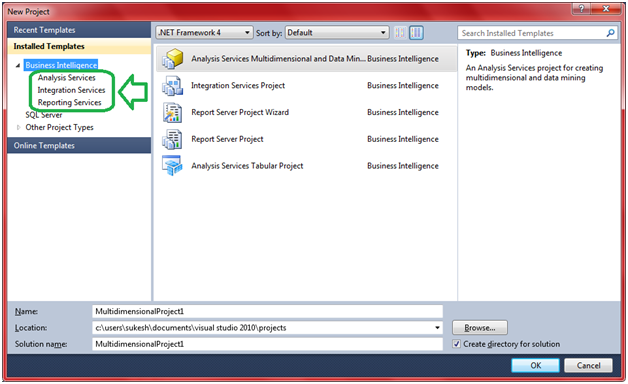 New Project
Recent Templates
Installed Templates
Business Intelligence
Analysis Services
Integration Services
Reporting Services
SQL Server
Other Project Types
Online Templates
.NET Framework 4
Sort by: Default
Analysis Services Multidimensional and Data Min... Business Intelligence
Integration Services Project Business Intelligence
Report Server Project Wizard Business Intelligence
Report Server Project Business Intelligence
Analysis Services Tabular Project Business Intelligence
Search Installed Templates
Type: Business Intelligence
An Analysis Services project for creating
multidimensional and data mining
models.
Name: MultidimensionalProject1
Location: c:\users\sukesh\documents\visual studio 2010\projects
Browse...
Solution name: MultidimensionalProject1
Create directory for solution
OK
Cancel